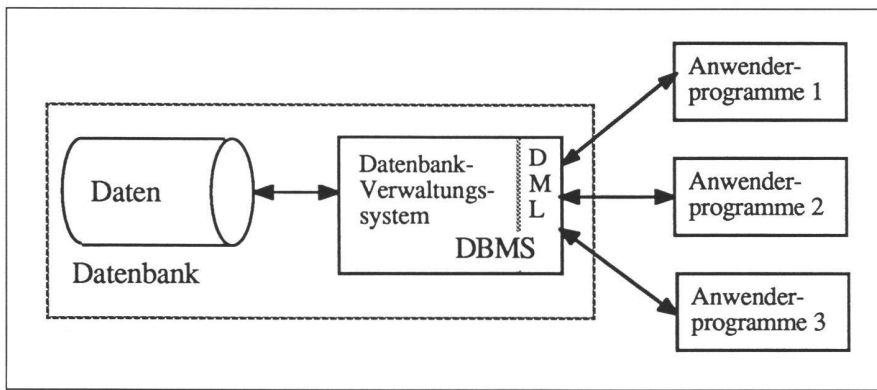 Daten
Datenbank
Datenbank-
Verwaltungs-
system
DBMS
D
M
L
Anwender-
programme 1
Anwender-
programme 2
Anwender-
programme 3